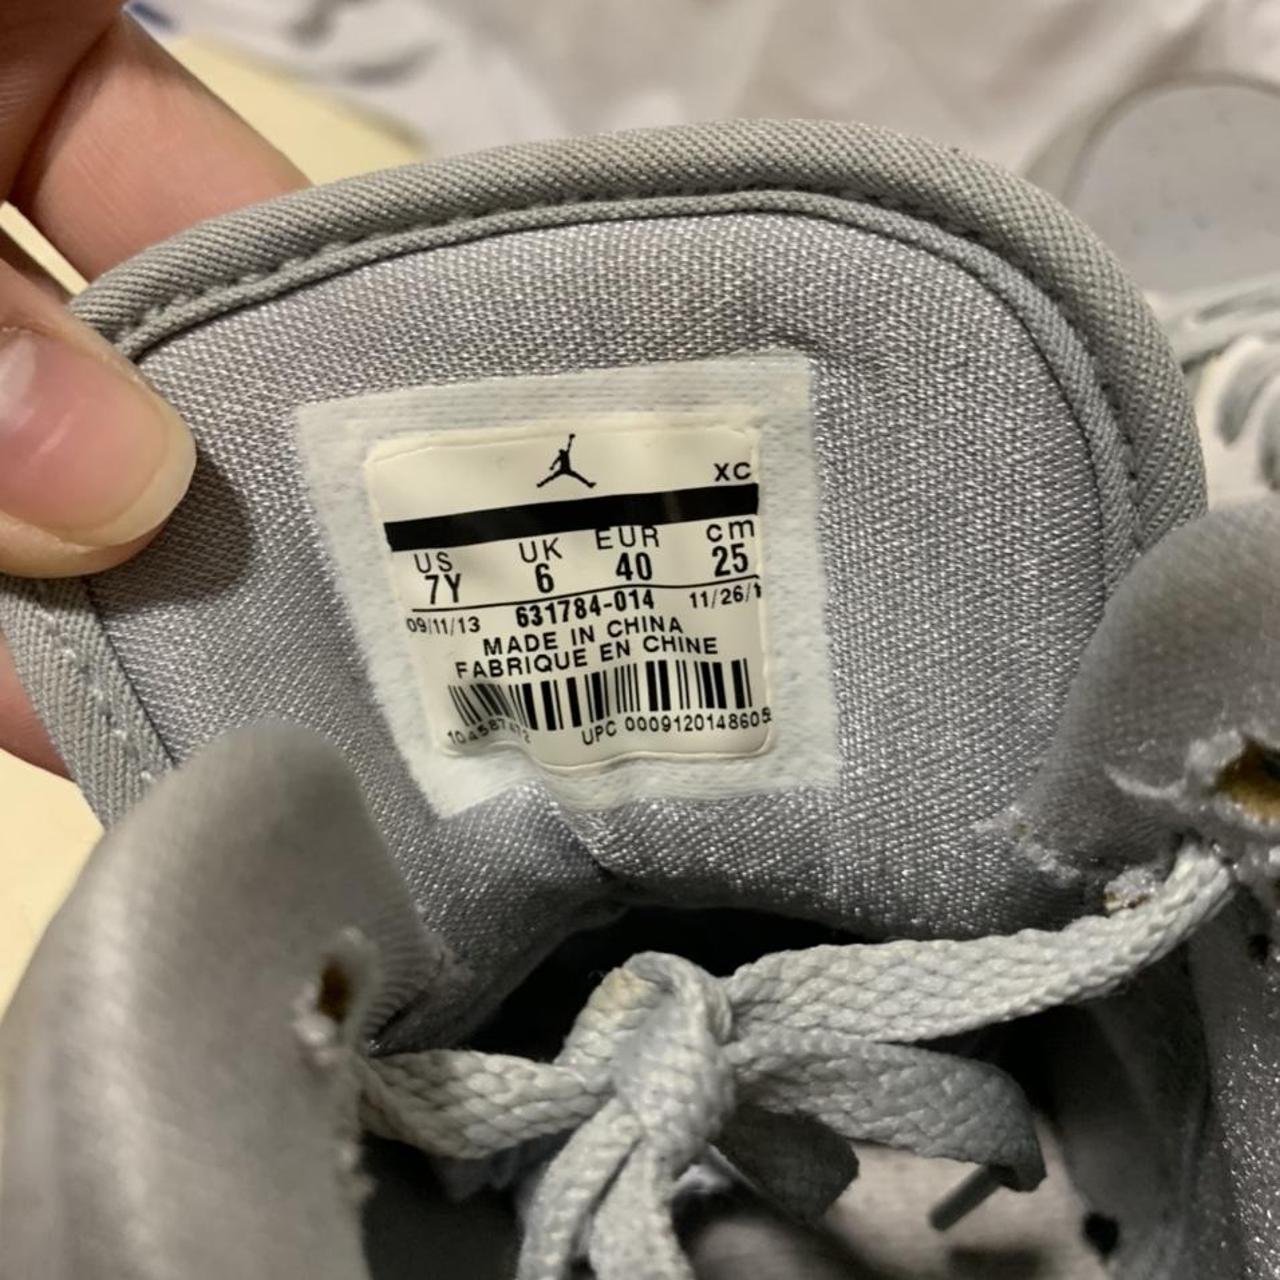 XC
US UK EUR cm
7Y 6 40 25
09/11/13 631784-014 11/26/1
MADE IN CHINA
FABRIQUE EN CHINE
UPC 0009120148605